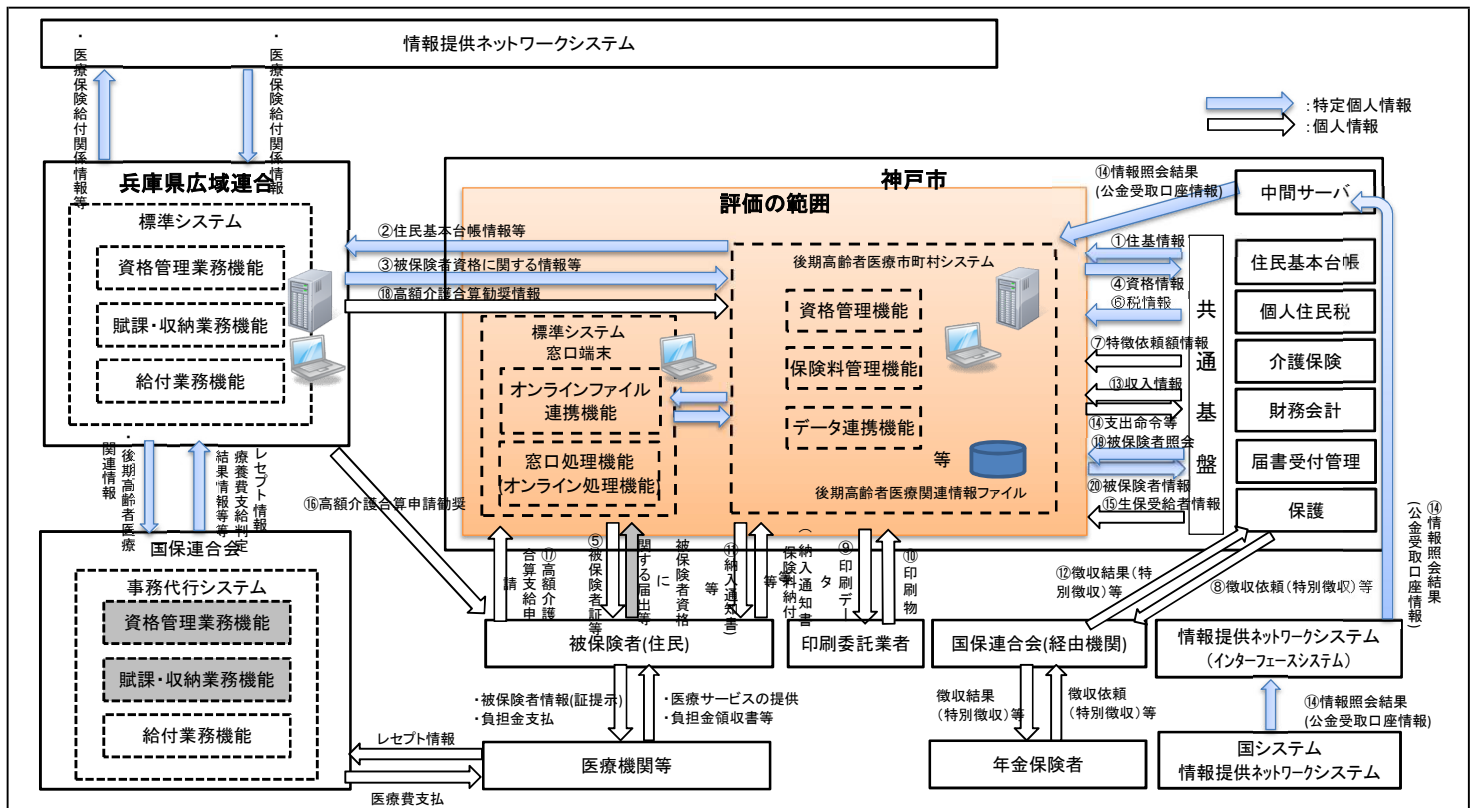 情報提供ネットワークシステム
・医療保険給付関係情報等
・医療保険給付関係情報
:特定個人情報
:個人情報
兵庫県広域連合
標準システム
資格管理業務機能
賦課・収納業務機能
給付業務機能
神戸市
評価の範囲
②住民基本台帳情報等
③被保険者資格に関する情報等
⑱高額介護合算勧奨情報
標準システム
窓口端末
オンラインファイル
連携機能
窓口処理機能
(オンライン処理機能)
後期高齢者医療市町村システム
資格管理機能
保険料管理機能
データ連携機能
等
後期高齢者医療関連情報ファイル
⑭情報照会結果
(公金受取口座情報)
中間サーバ
①住基情報
④資格情報
⑥税情報
⑦特徴依頼額情報
⑬収入情報
⑭支出命令等
⑲被保険者照会
⑳被保険者情報
⑮生保受給者情報
共通基盤
住民基本台帳
個人住民税
介護保険
財務会計
届書受付管理
保護
・後期高齢者医療
関連情報
レセプト情報
療養費支給判定
結果情報等等
⑯高額介護合算申請勧奨
国保連合会
事務代行システム
資格管理業務機能
賦課・収納業務機能
給付業務機能
⑰高額介護
合算支給申
請
⑤被保険者証等
被保険者資格
に
関する届出等
⑪納入通知書
等
保険料納付
等
(納入通知書
⑨印刷デー
タ
⑩印刷物
)
⑫徴収結果(特
別徴収)等
⑧徴収依頼(特別徴収)等
⑭情報照会結果
(公金受取口座情報)
被保険者(住民)
印刷委託業者
国保連合会(経由機関)
情報提供ネットワークシステム
(インターフェースシステム)
・被保険者情報(証提示)
・負担金支払
・医療サービスの提供
・負担金領収書等
徴収結果
(特別徴収)等
徴収依頼
(特別徴収)等
⑭情報照会結果
(公金受取口座情報)
レセプト情報
医療費支払
医療機関等
年金保険者
国システム
情報提供ネットワークシステム